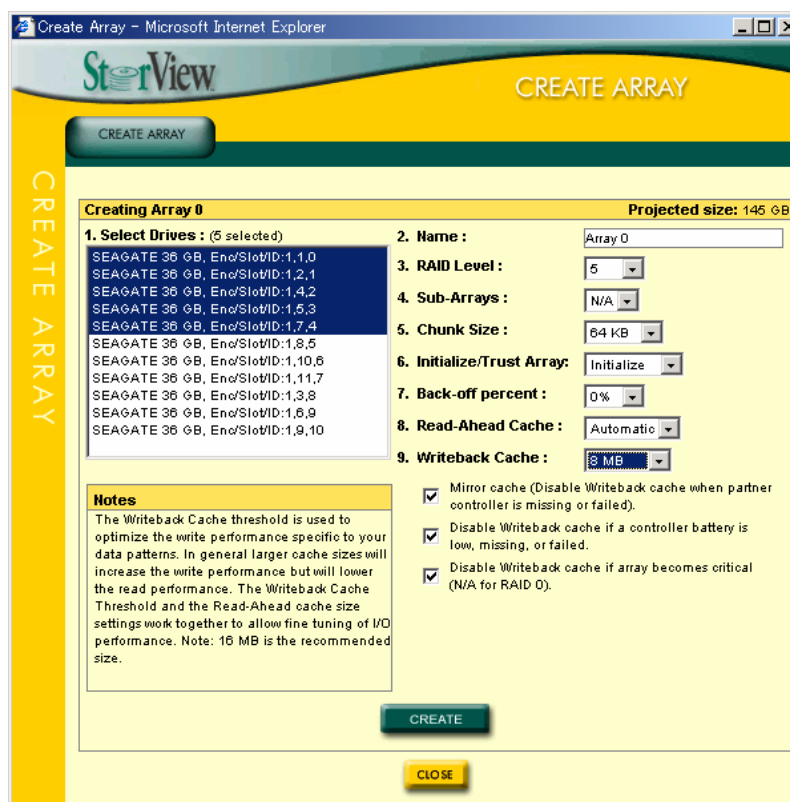 Create Array - Microsoft Internet Explorer
StorView
CREATE ARRAY
CREATE ARRAY
CREATE ARRAY
Creating Array 0
Projected size: 145 GB
1. Select Drives : (5 selected)
SEAGATE 36 GB, Enc/Slot/ID:1,1,0
SEAGATE 36 GB, Enc/Slot/ID:1,2,1
SEAGATE 36 GB, Enc/Slot/ID:1,4,2
SEAGATE 36 GB, Enc/Slot/ID:1,5,3
SEAGATE 36 GB, Enc/Slot/ID:1,7,4
SEAGATE 36 GB, Enc/Slot/ID:1,8,5
SEAGATE 36 GB, Enc/Slot/ID:1,10,6
SEAGATE 36 GB, Enc/Slot/ID:1,11,7
SEAGATE 36 GB, Enc/Slot/ID:1,3,8
SEAGATE 36 GB, Enc/Slot/ID:1,6,9
SEAGATE 36 GB, Enc/Slot/ID:1,9,10
2. Name : Array 0
3. RAID Level : 5
4. Sub-Arrays : N/A
5. Chunk Size : 64 KB
6. Initialize/Trust Array: Initialize
7. Back-off percent : 0%
8. Read-Ahead Cache : Automatic
9. Writeback Cache : 8 MB
Mirror cache (Disable Writeback cache when partner
controller is missing or failed).
Disable Writeback cache if a controller battery is
low, missing, or failed.
Disable Writeback cache if array becomes critical
(N/A for RAID 0).
Notes
The Writeback Cache threshold is used to
optimize the write performance specific to your
data patterns. In general larger cache sizes will
increase the write performance but will lower
the read performance. The Writeback Cache
Threshold and the Read-Ahead cache size
settings work together to allow fine tuning of I/O
performance. Note: 16 MB is the recommended
size.
CREATE
CLOSE